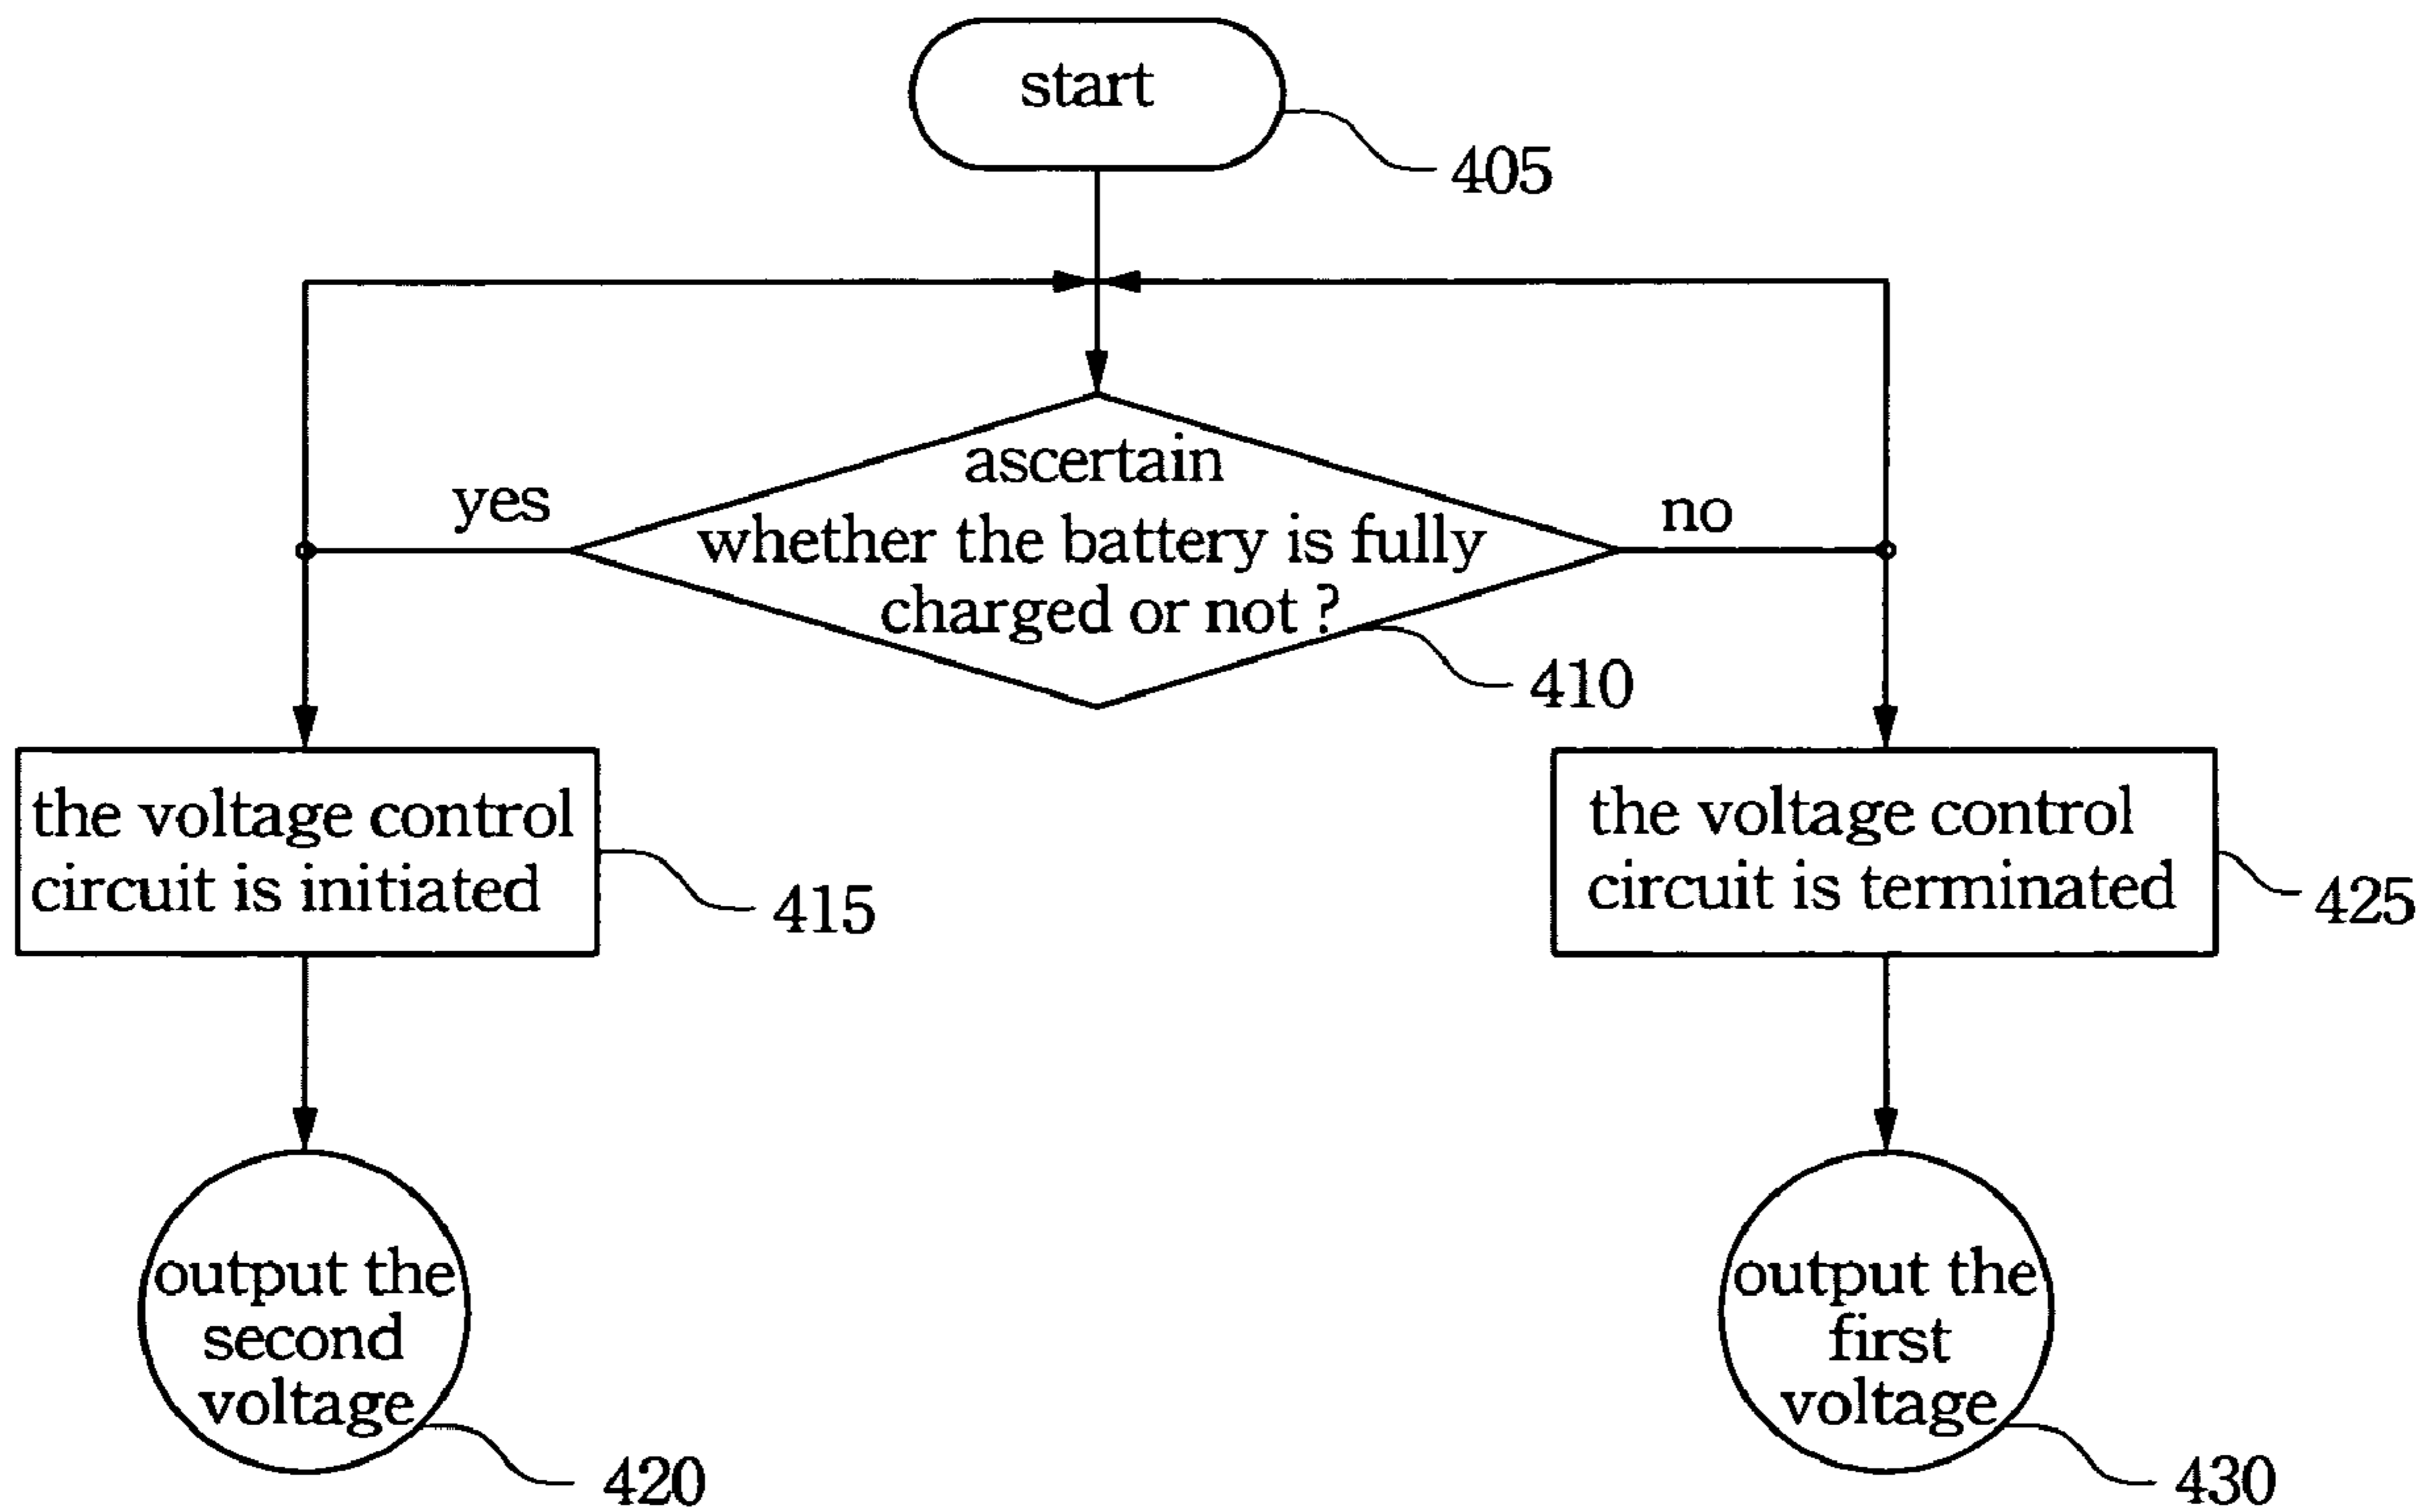 start
405
ascertain
whether the battery is fully
charged or not ?
yes
no
410
the voltage control
circuit is initiated
415
the voltage control
circuit is terminated
425
output the
second
voltage
420
output the
first
voltage
430